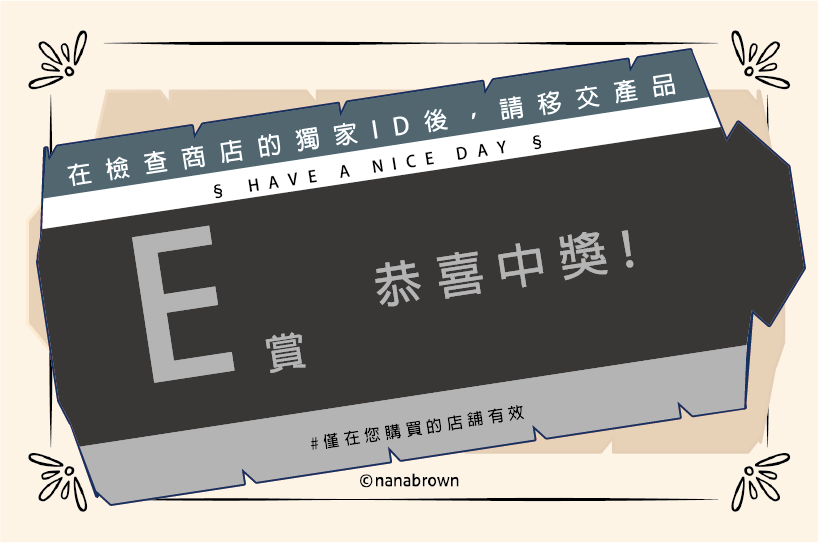 在檢查商店的獨家ID後，請移交產品
§ HAVE A NICE DAY §
E賞
恭喜中獎!
#僅在您購買的店舖有效
©nanabrown